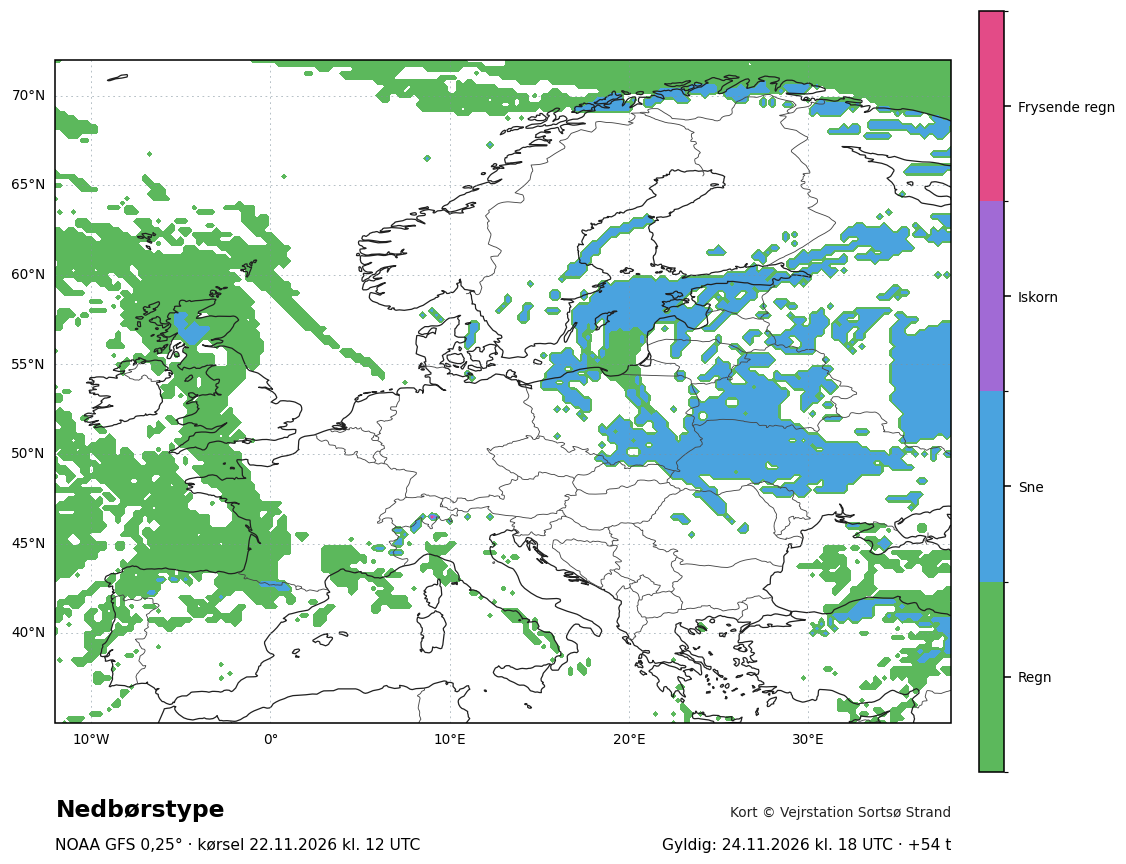 70°N
65°N
60°N
55°N
50°N
45°N
40°N
10°W
0°
10°E
20°E
30°E
Frysende regn
Iskorn
Sne
Regn
Nedbørstype
Kort © Vejrstation Sortsø Strand
NOAA GFS 0,25° · kørsel 22.11.2026 kl. 12 UTC
Gyldig: 24.11.2026 kl. 18 UTC · +54 t